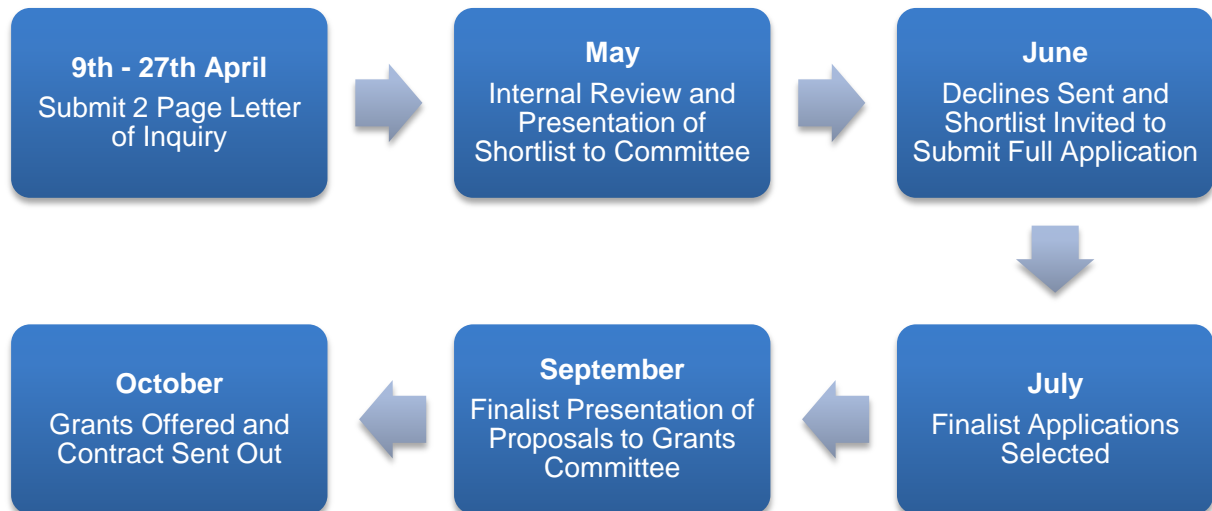 9th - 27th April
Submit 2 Page Letter
of Inquiry
May
Internal Review and
Presentation of
Shortlist to Committee
June
Declines Sent and
Shortlist Invited to
Submit Full Application
July
Finalist Applications
Selected
September
Finalist Presentation of
Proposals to Grants
Committee
October
Grants Offered and
Contract Sent Out